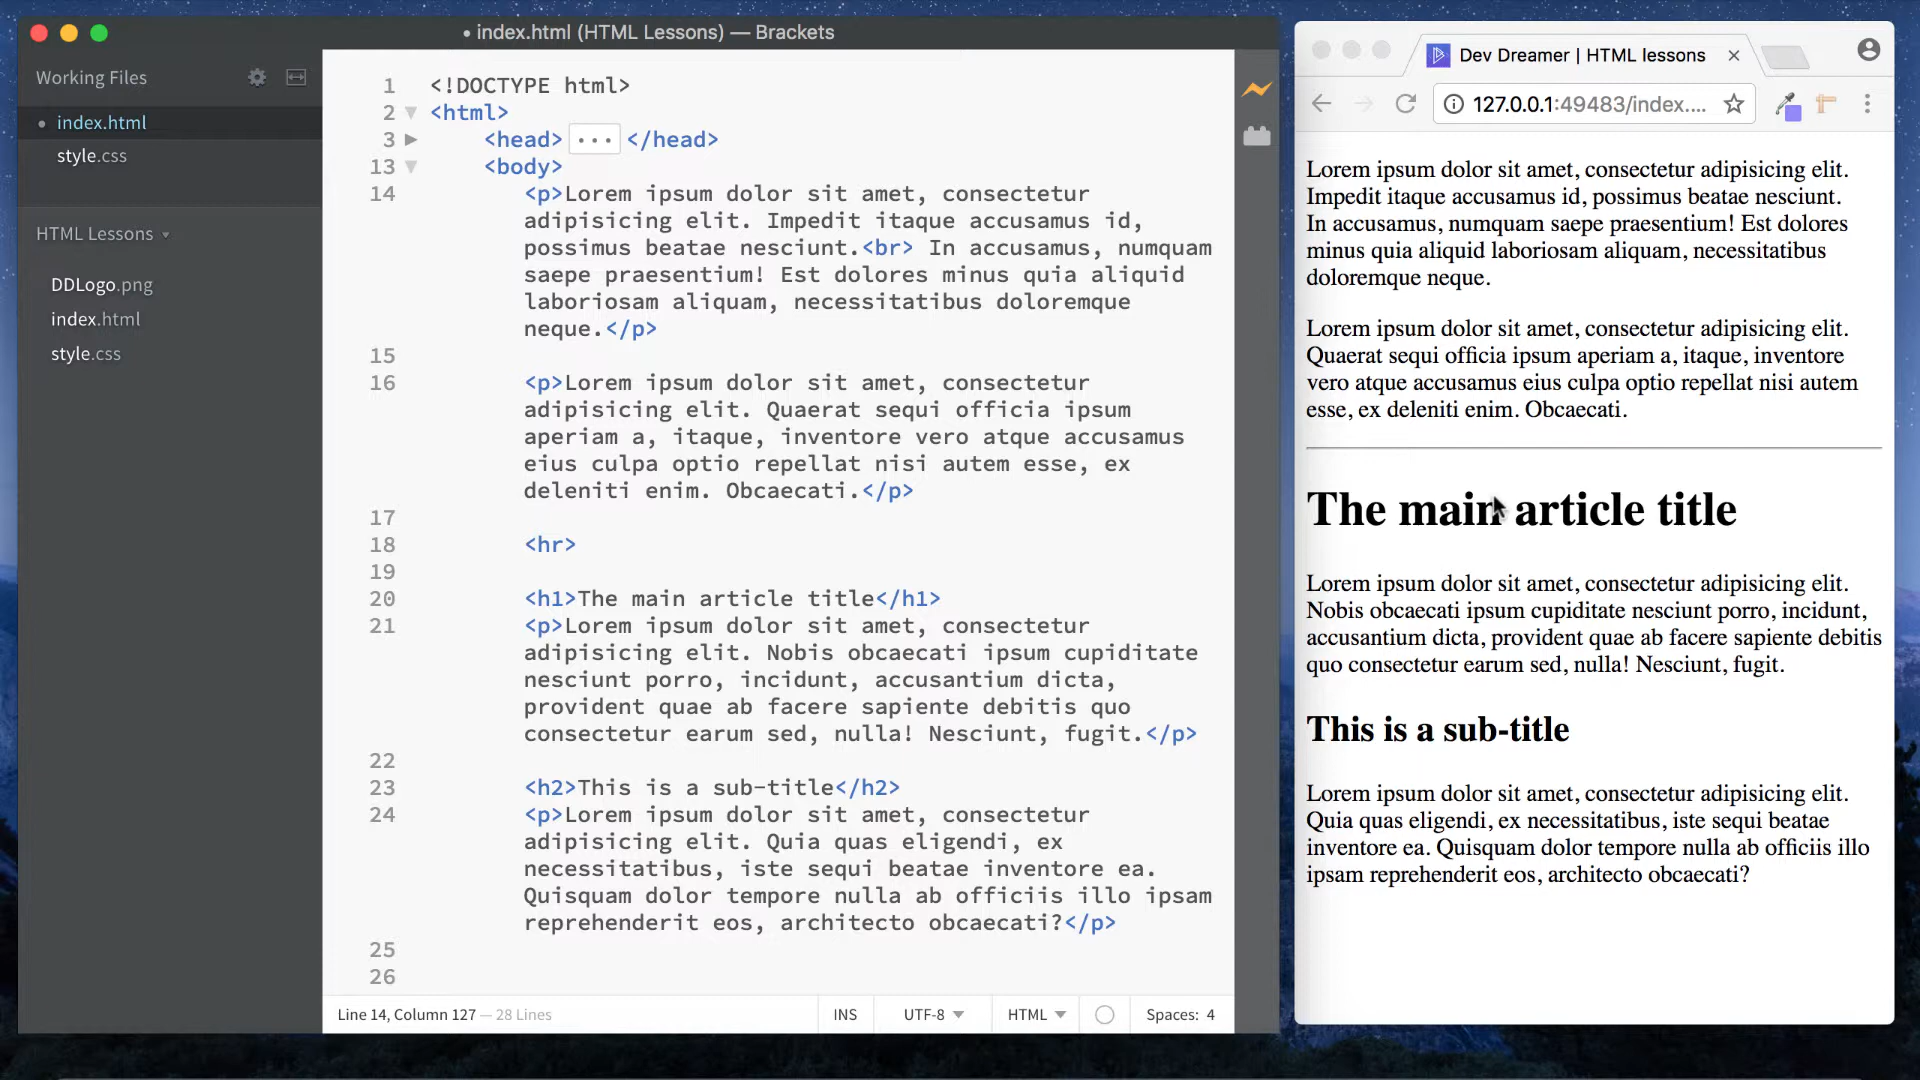 • index.html (HTML Lessons) — Brackets
Working Files
• index.html
style.css
HTML Lessons
DDLogo.png
index.html
style.css
1 <!DOCTYPE html>
2 <html>
3 <head> ... </head>
13 <body>
14 <p>Lorem ipsum dolor sit amet, consectetur
adipisicing elit. Impedit itaque accusamus id,
possimus beatae nesciunt.<br> In accusamus, numquam
saepe praesentium! Est dolores minus quia aliquid
laboriosam aliquam, necessitatibus doloremque
neque.</p>
15
16 <p>Lorem ipsum dolor sit amet, consectetur
adipisicing elit. Quaerat sequi officia ipsum
aperiam a, itaque, inventore vero atque accusamus
eius culpa optio repellat nisi autem esse, ex
deleniti enim. Obcaecati.</p>
17
18 <hr>
19
20 <h1>The main article title</h1>
21 <p>Lorem ipsum dolor sit amet, consectetur
adipisicing elit. Nobis obcaecati ipsum cupiditate
nesciunt porro, incidunt, accusantium dicta,
provident quae ab facere sapiente debitis quo
consectetur earum sed, nulla! Nesciunt, fugit.</p>
22
23 <h2>This is a sub-title</h2>
24 <p>Lorem ipsum dolor sit amet, consectetur
adipisicing elit. Quia quas eligendi, ex
necessitatibus, iste sequi beatae inventore ea.
Quisquam dolor tempore nulla ab officiis illo ipsam
reprehenderit eos, architecto obcaecati?</p>
25
26
Line 14, Column 127 — 28 Lines
INS
UTF-8
HTML
Spaces: 4
Dev Dreamer | HTML lessons
127.0.0.1:49483/index....
Lorem ipsum dolor sit amet, consectetur adipisicing elit.
Impedit itaque accusamus id, possimus beatae nesciunt.
In accusamus, numquam saepe praesentium! Est dolores
minus quia aliquid laboriosam aliquam, necessitatibus
doloremque neque.
Lorem ipsum dolor sit amet, consectetur adipisicing elit.
Quaerat sequi officia ipsum aperiam a, itaque, inventore
vero atque accusamus eius culpa optio repellat nisi autem
esse, ex deleniti enim. Obcaecati.
The main article title
Lorem ipsum dolor sit amet, consectetur adipisicing elit.
Nobis obcaecati ipsum cupiditate nesciunt porro, incidunt,
accusantium dicta, provident quae ab facere sapiente debitis
quo consectetur earum sed, nulla! Nesciunt, fugit.
This is a sub-title
Lorem ipsum dolor sit amet, consectetur adipisicing elit.
Quia quas eligendi, ex necessitatibus, iste sequi beatae
inventore ea. Quisquam dolor tempore nulla ab officiis illo
ipsam reprehenderit eos, architecto obcaecati?